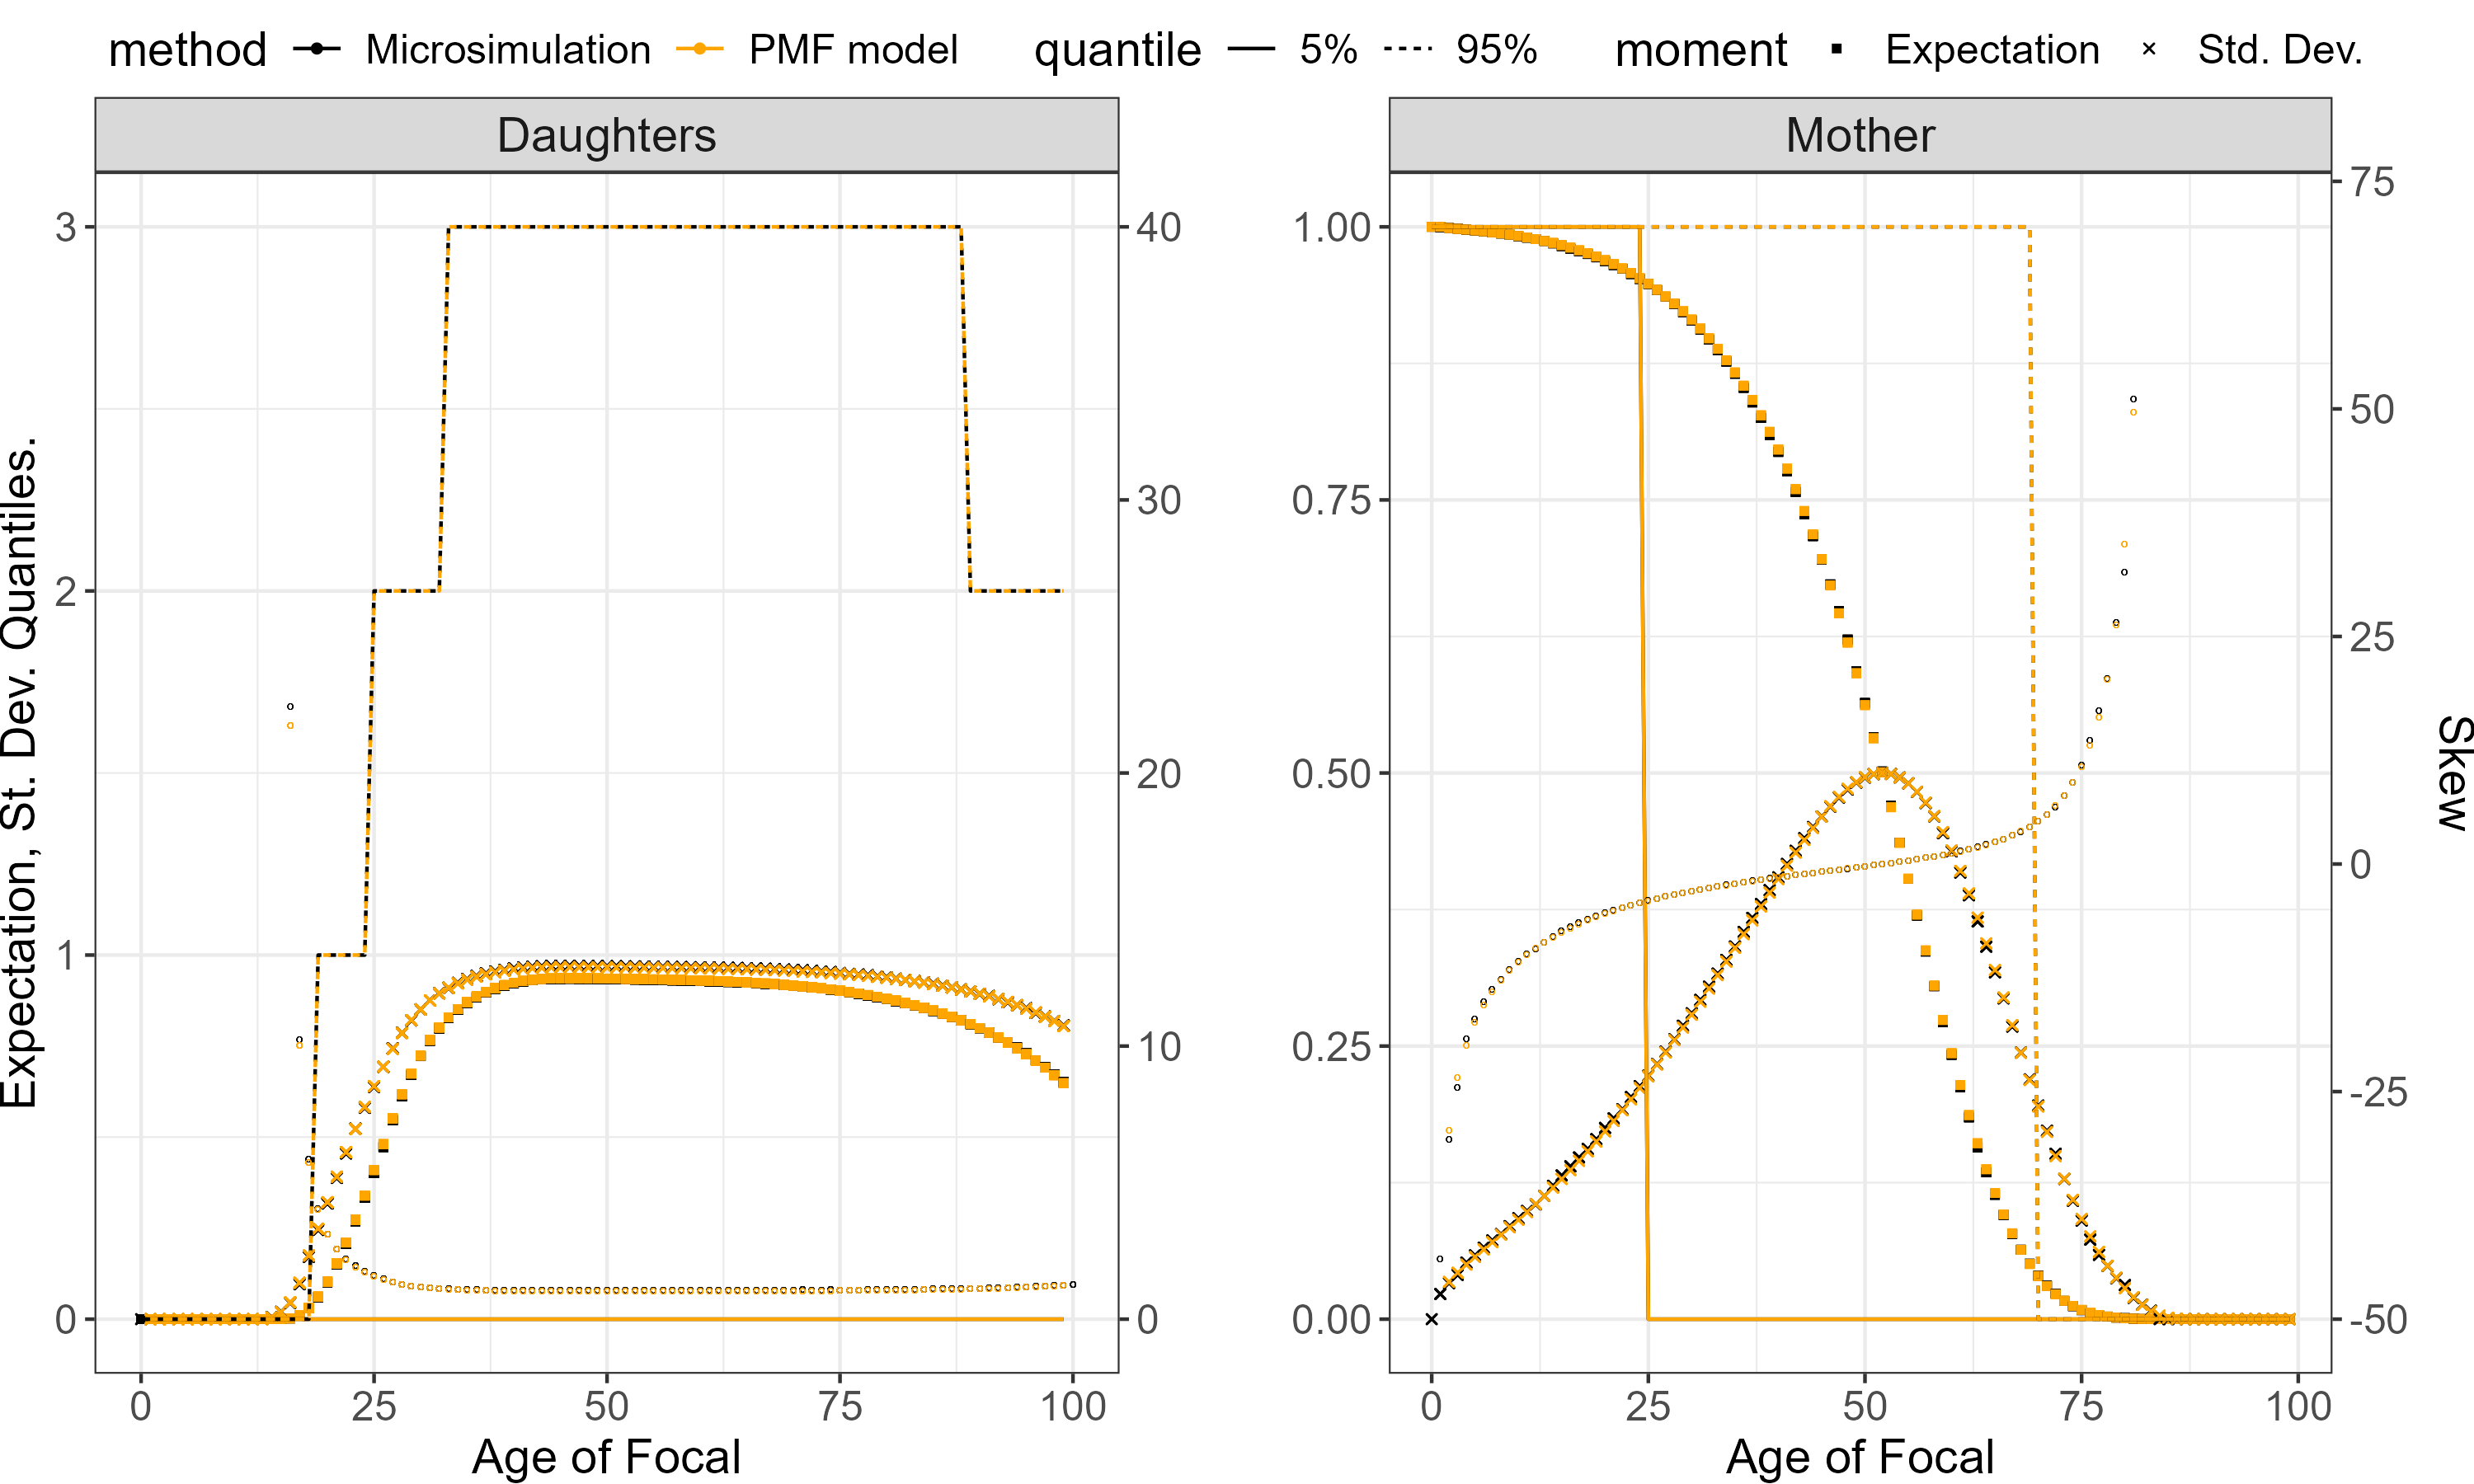 method Microsimulation PMF model quantile 5% 95% moment Expectation Std. Dev.
Daughters Mother
Expectation, St. Dev. Quantiles.
3
2
1
0
40
30
20
10
0
0 25 50 75 100
Age of Focal
1.00
0.75
0.50
0.25
0.00
75
50
25
0
-25
-50
Skew
0 25 50 75 100
Age of Focal